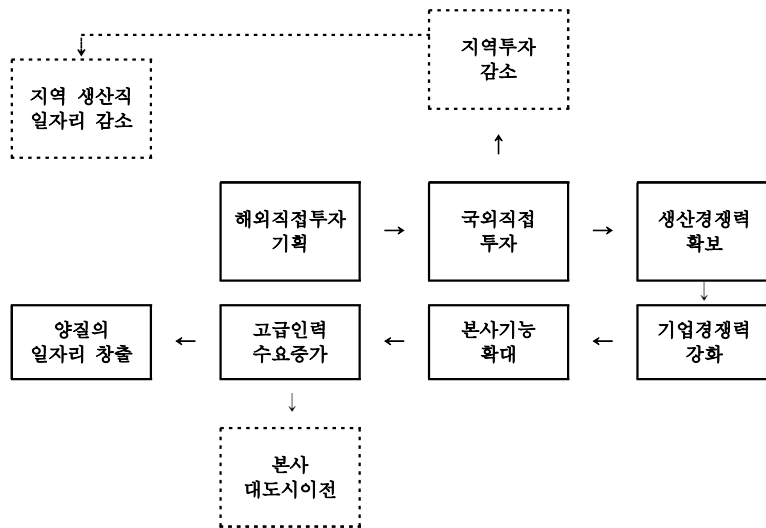 지역투자
감소
지역 생산직
일자리 감소
↑
해외직접투자
기획
→
국외직접
투자
→
생산경쟁력
확보
↓
양질의
일자리 창출
←
고급인력
수요증가
←
본사기능
확대
←
기업경쟁력
강화
↓
본사
대도시이전